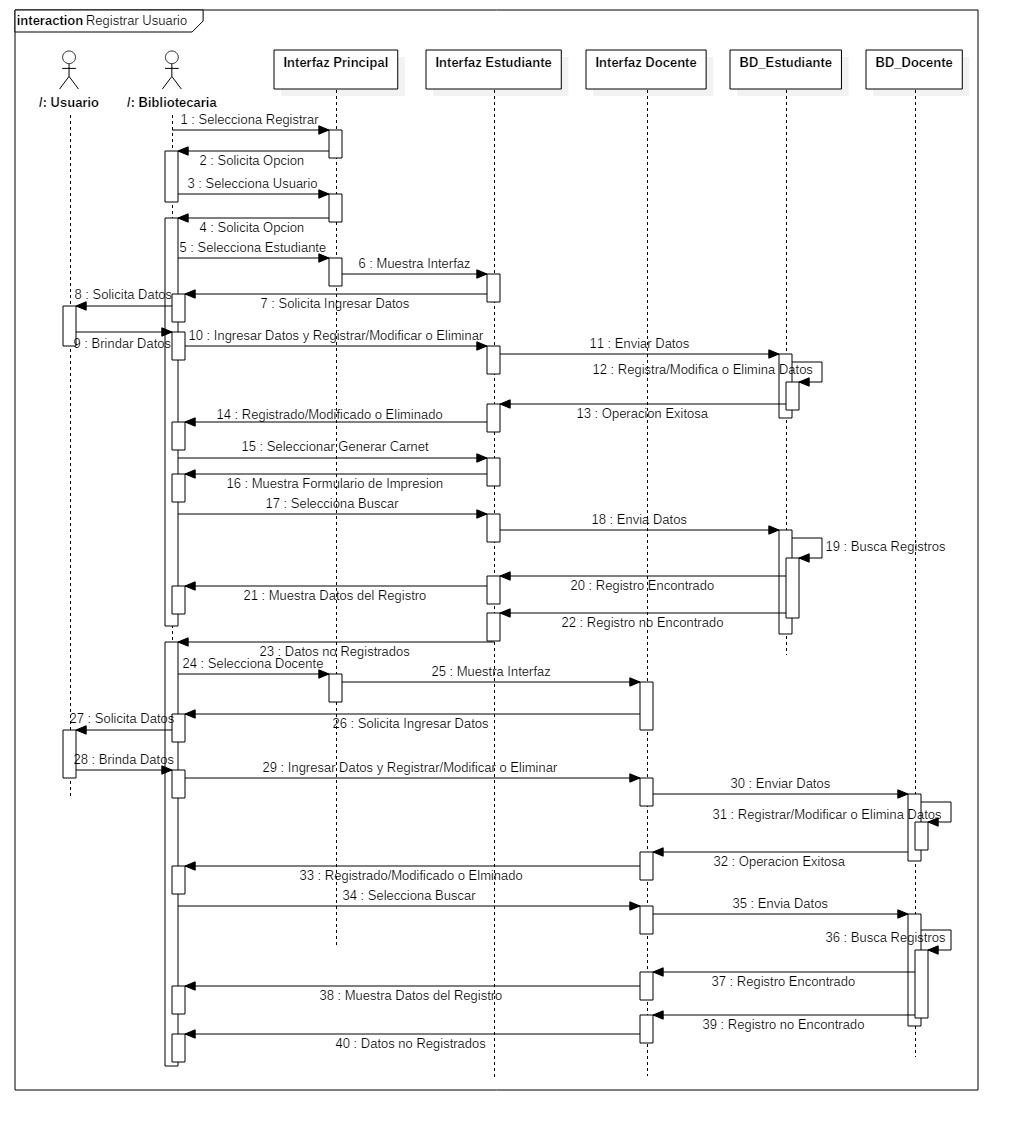 interaction Registrar Usuario
Interfaz Principal
Interfaz Estudiante
Interfaz Docente
BD_Estudiante
BD_Docente
/: Usuario
/: Bibliotecaria
1 : Selecciona Registrar
2 : Solicita Opcion
3 : Selecciona Usuario
4 : Solicita Opcion
5 : Selecciona Estudiante
6 : Muestra Interfaz
7 : Solicita Ingresar Datos
8 : Solicita Datos
9 : Brindar Datos
10 : Ingresar Datos y Registrar/Modificar o Eliminar
11 : Enviar Datos
12 : Registra/Modifica o Elimina Datos
13 : Operacion Exitosa
14 : Registrado/Modificado o Eliminado
15 : Seleccionar Generar Carnet
16 : Muestra Formulario de Impresion
17 : Selecciona Buscar
18 : Envia Datos
19 : Busca Registros
20 : Registro Encontrado
21 : Muestra Datos del Registro
22 : Registro no Encontrado
23 : Datos no Registrados
24 : Selecciona Docente
25 : Muestra Interfaz
26 : Solicita Ingresar Datos
27 : Solicita Datos
28 : Brinda Datos
29 : Ingresar Datos y Registrar/Modificar o Eliminar
30 : Enviar Datos
31 : Registrar/Modificar o Elimina Datos
32 : Operacion Exitosa
33 : Registrado/Modificado o Elminado
34 : Selecciona Buscar
35 : Envia Datos
36 : Busca Registros
37 : Registro Encontrado
38 : Muestra Datos del Registro
39 : Registro no Encontrado
40 : Datos no Registrados